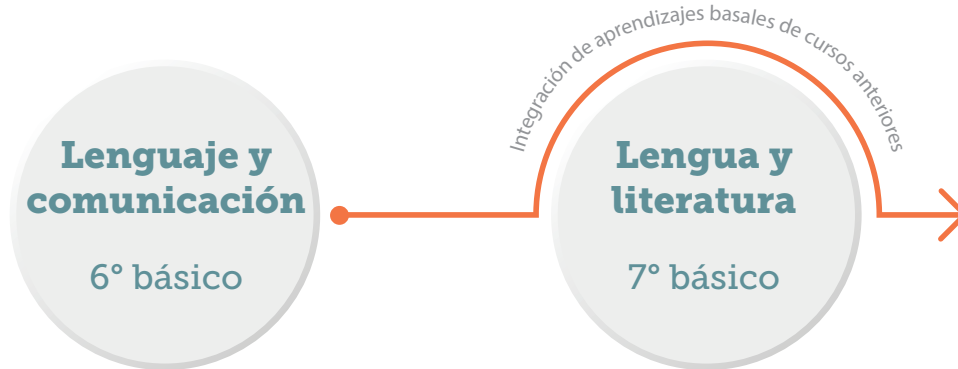 Integración de aprendizajes basales de cursos anteriores
Lenguaje y
comunicación
6° básico
Lengua y
literatura
7° básico